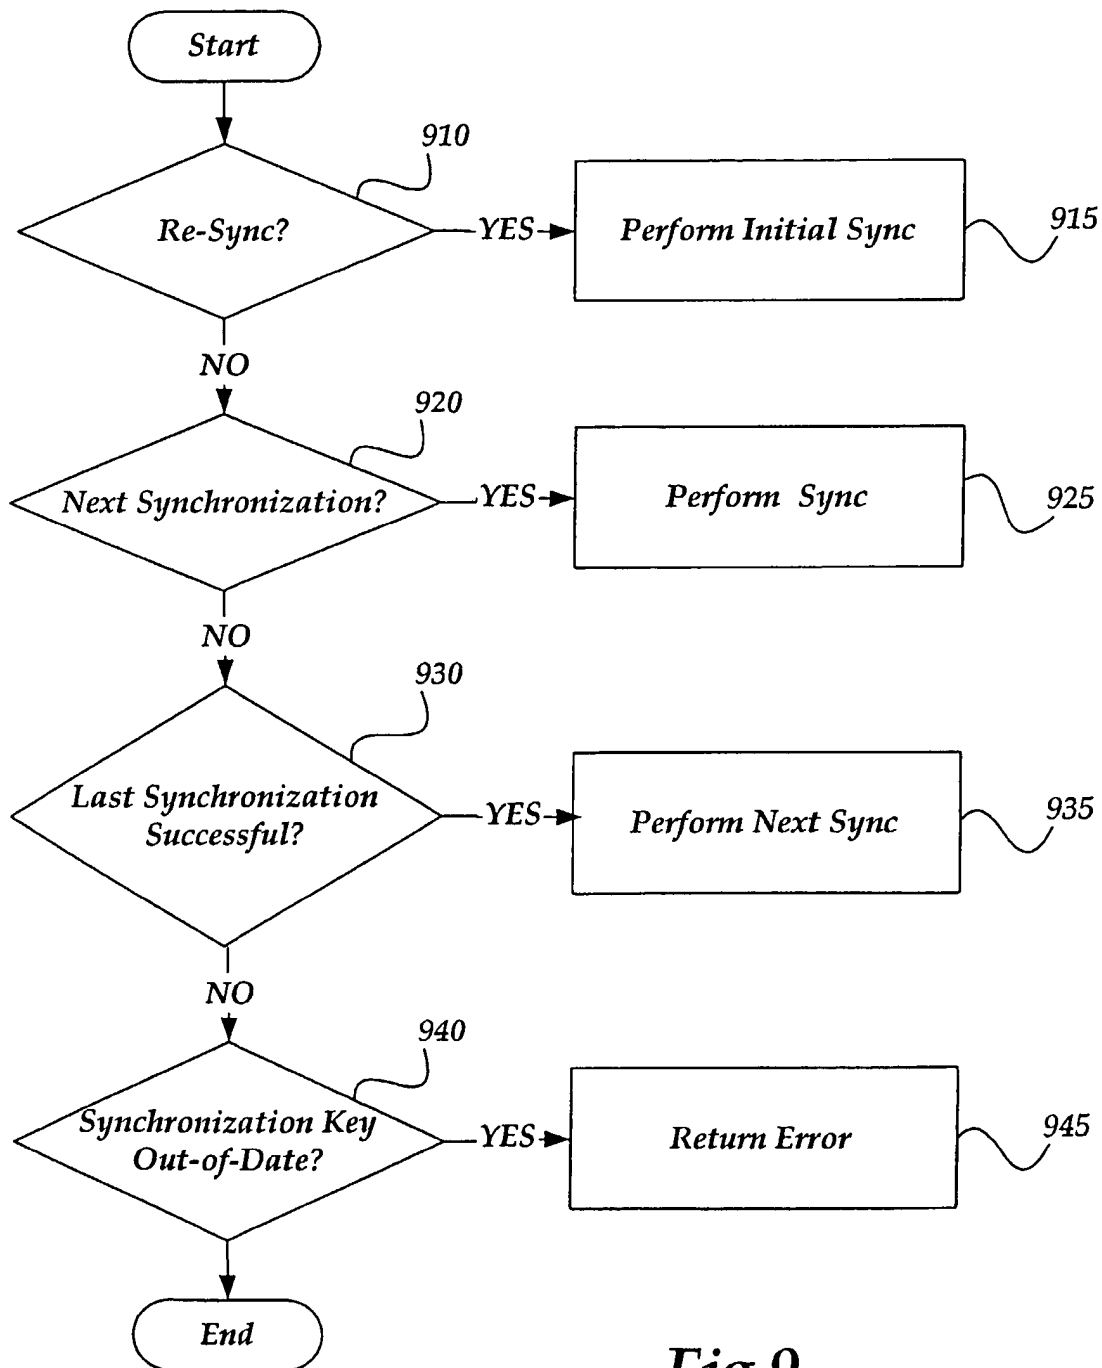 Start
910
Re-Sync?
YES
Perform Initial Sync
915
NO
920
Next Synchronization?
YES
Perform Sync
925
NO
930
Last Synchronization
Successful?
YES
Perform Next Sync
935
NO
940
Synchronization Key
Out-of-Date?
YES
Return Error
945
End
Fig 9